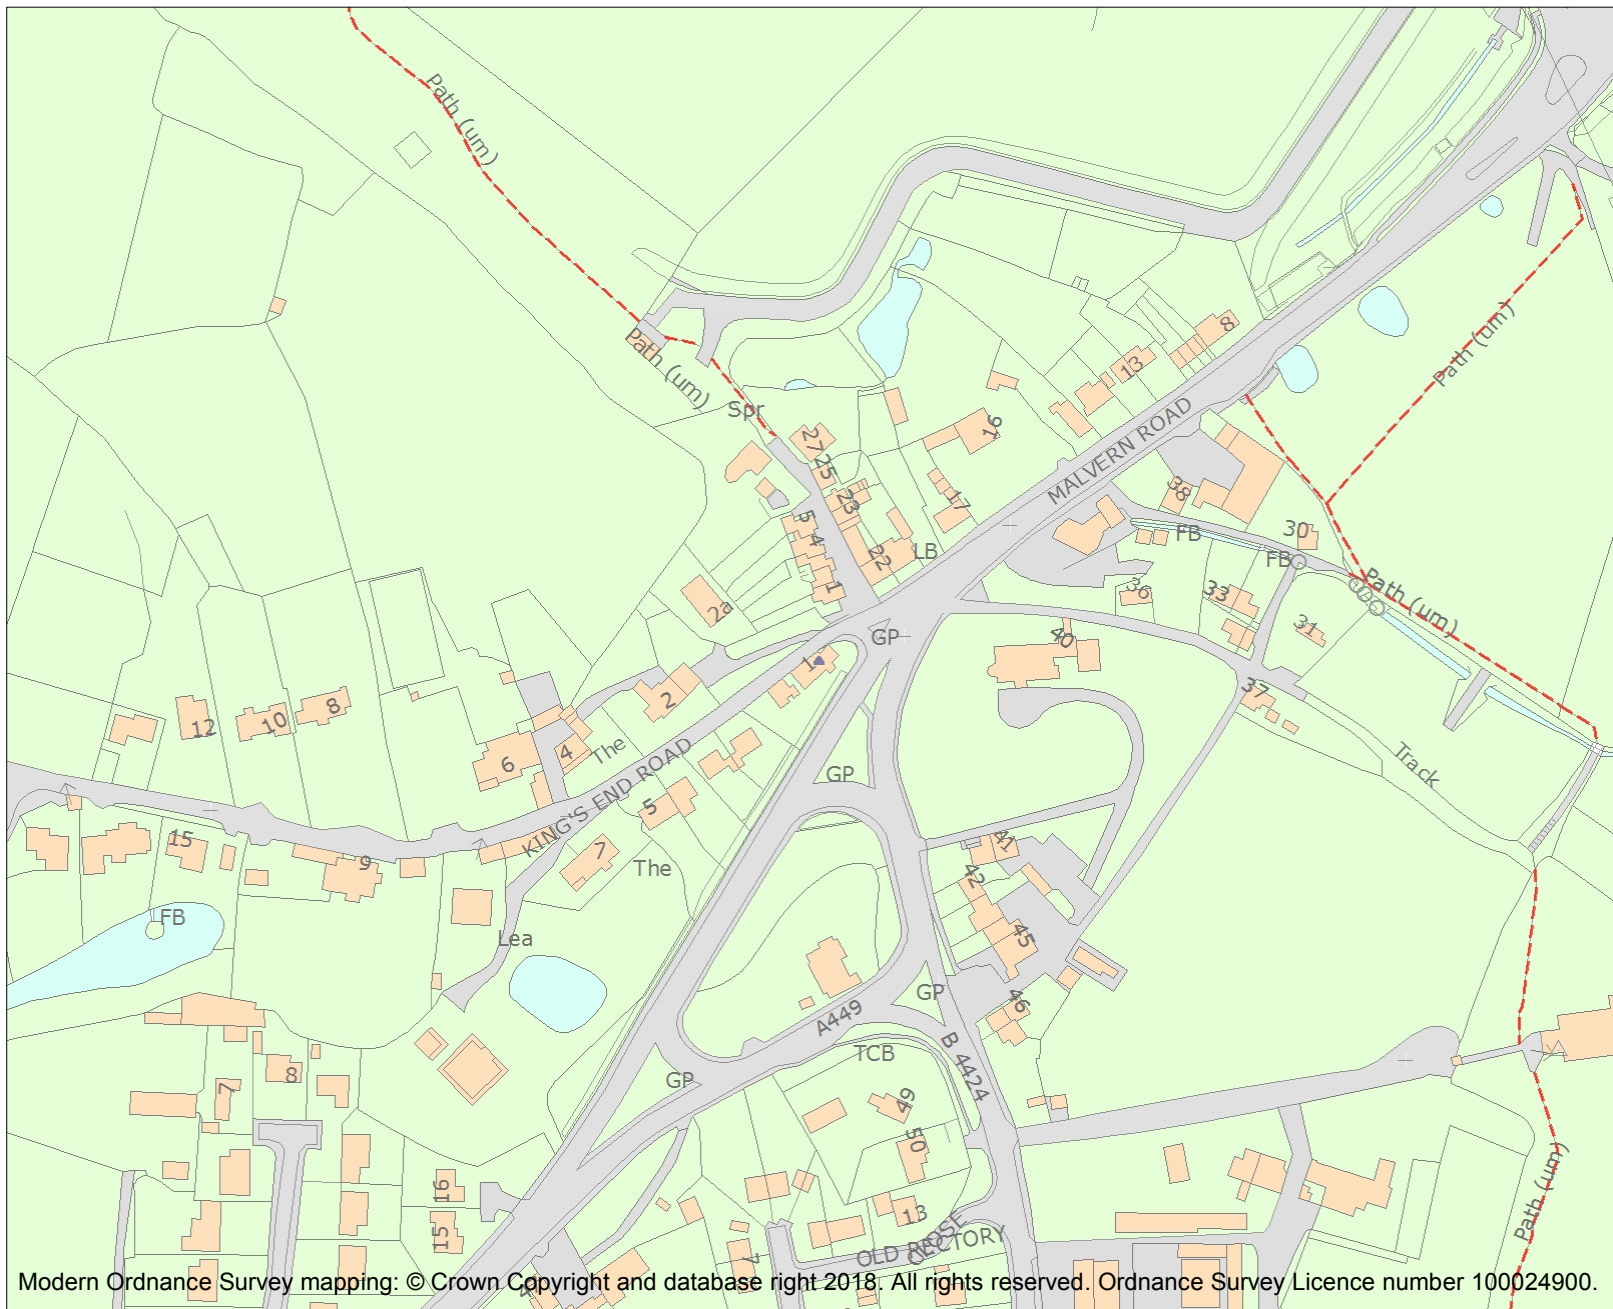 Path (um)
8
Path (um)
Path (um)
13
Spr
16
MALVERN ROAD
27
25
23
17
38
5
4
22
LB
FB
30
FB
1
2a
36
33
Path (um)
31
GP
40
1
2
37
12
10
8
The
4
6
KING'S END ROAD
GP
Track
5
15
9
7
The
41
42
FB
Lea
45
GP
46
A449
TCB
B 4424
GP
8
7
49
50
Path (um)
16
13
15
OLD RECTORY
CLOSE
7
Modern Ordnance Survey mapping: © Crown Copyright and database right 2018. All rights reserved. Ordnance Survey Licence number 100024900.